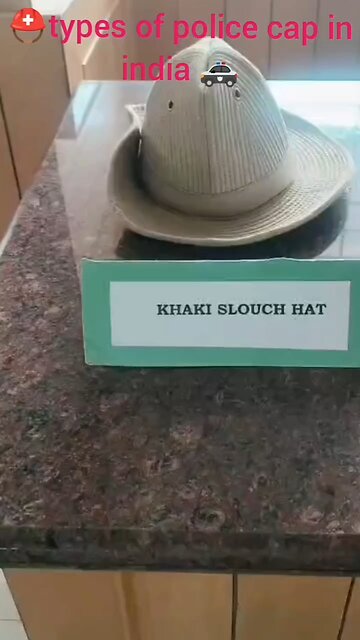 ⛑️types of police cap in
india 🚓
KHAKI SLOUCH HAT